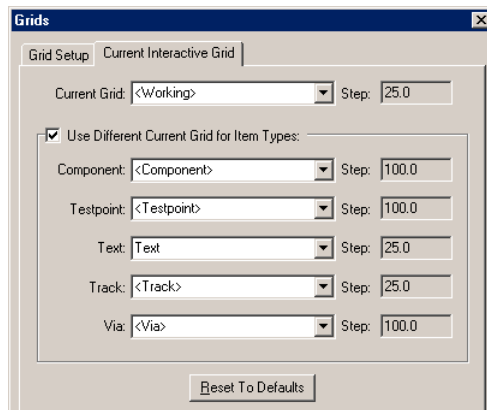 Grids
Grid Setup Current Interactive Grid
Current Grid: <Working> Step: 25.0
Use Different Current Grid for Item Types:
Component: <Component> Step: 100.0
Testpoint: <Testpoint> Step: 100.0
Text: Text Step: 25.0
Track: <Track> Step: 25.0
Via: <Via> Step: 100.0
Reset To Defaults